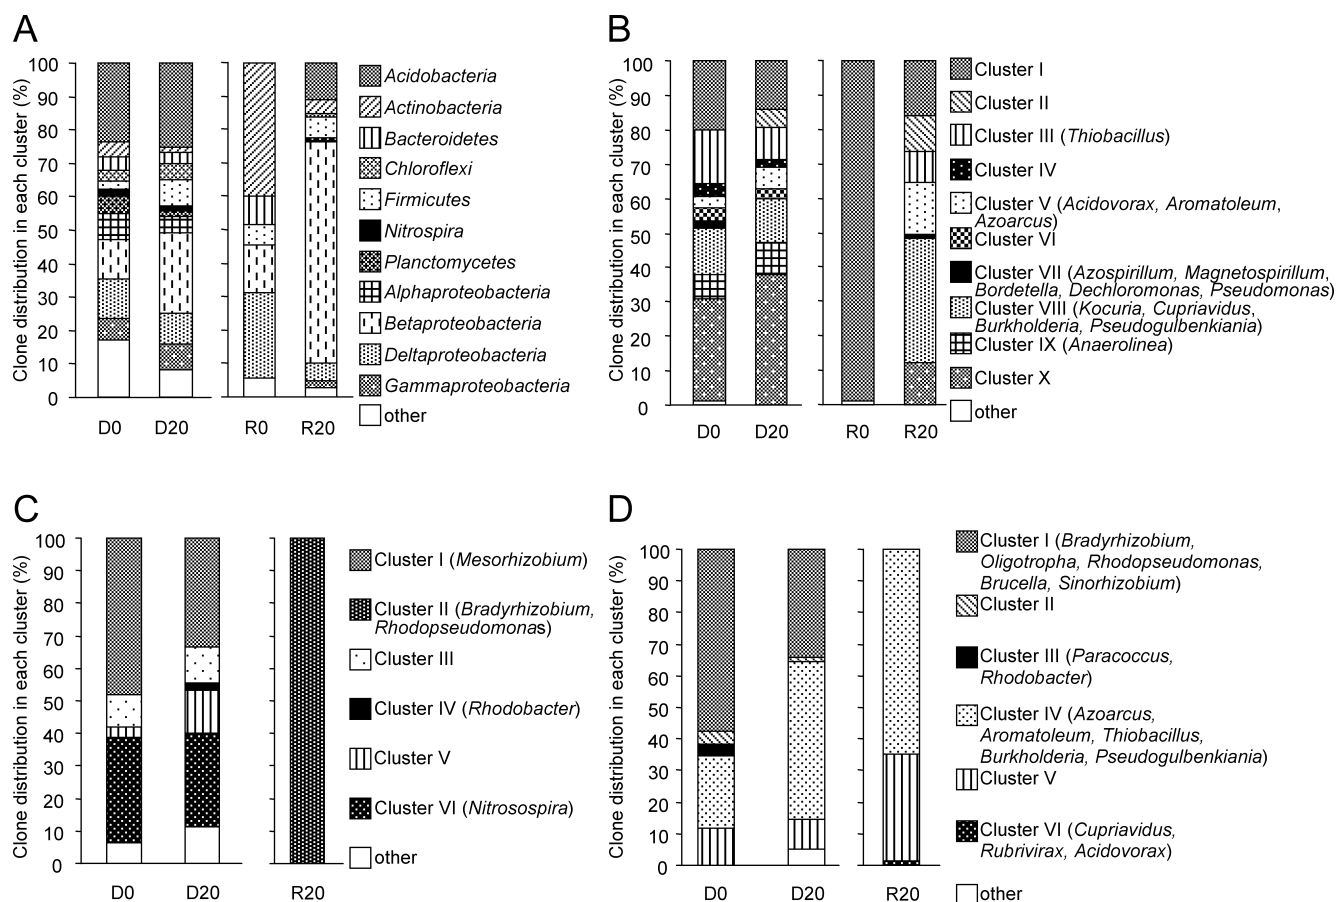 A
Clone distribution in each cluster (%)
100
90
80
70
60
50
40
30
20
10
0
D0
D20
R0
R20
Acidobacteria
Actinobacteria
Bacteroidetes
Chloroflexi
Firmicutes
Nitrospira
Planctomycetes
Alphaproteobacteria
Betaproteobacteria
Deltaproteobacteria
Gammaproteobacteria
other
B
Clone distribution in each cluster (%)
100
90
80
70
60
50
40
30
20
10
0
D0
D20
R0
R20
Cluster I
Cluster II
Cluster III (Thiobacillus)
Cluster IV
Cluster V (Acidovorax, Aromatoleum,
Azoarcus)
Cluster VI
Cluster VII (Azospirillum, Magnetospirillum,
Bordetella, Dechloromonas, Pseudomonas)
Cluster VIII (Kocuria, Cupriavidus,
Burkholderia, Pseudogulbenkiania)
Cluster IX (Anaerolinea)
Cluster X
other
C
Clone distribution in each cluster (%)
100
90
80
70
60
50
40
30
20
10
0
D0
D20
R20
Cluster I (Mesorhizobium)
Cluster II (Bradyrhizobium,
Rhodopseudomonas)
Cluster III
Cluster IV (Rhodobacter)
Cluster V
Cluster VI (Nitrosospira)
other
D
Clone distribution in each cluster (%)
100
90
80
70
60
50
40
30
20
10
0
D0
D20
R20
Cluster I (Bradyrhizobium,
Oligotropha, Rhodopseudomonas,
Brucella, Sinorhizobium)
Cluster II
Cluster III (Paracoccus,
Rhodobacter)
Cluster IV (Azoarcus,
Aromatoleum, Thiobacillus,
Burkholderia, Pseudogulbenkiania)
Cluster V
Cluster VI (Cupriavidus,
Rubrivirax, Acidovorax)
other